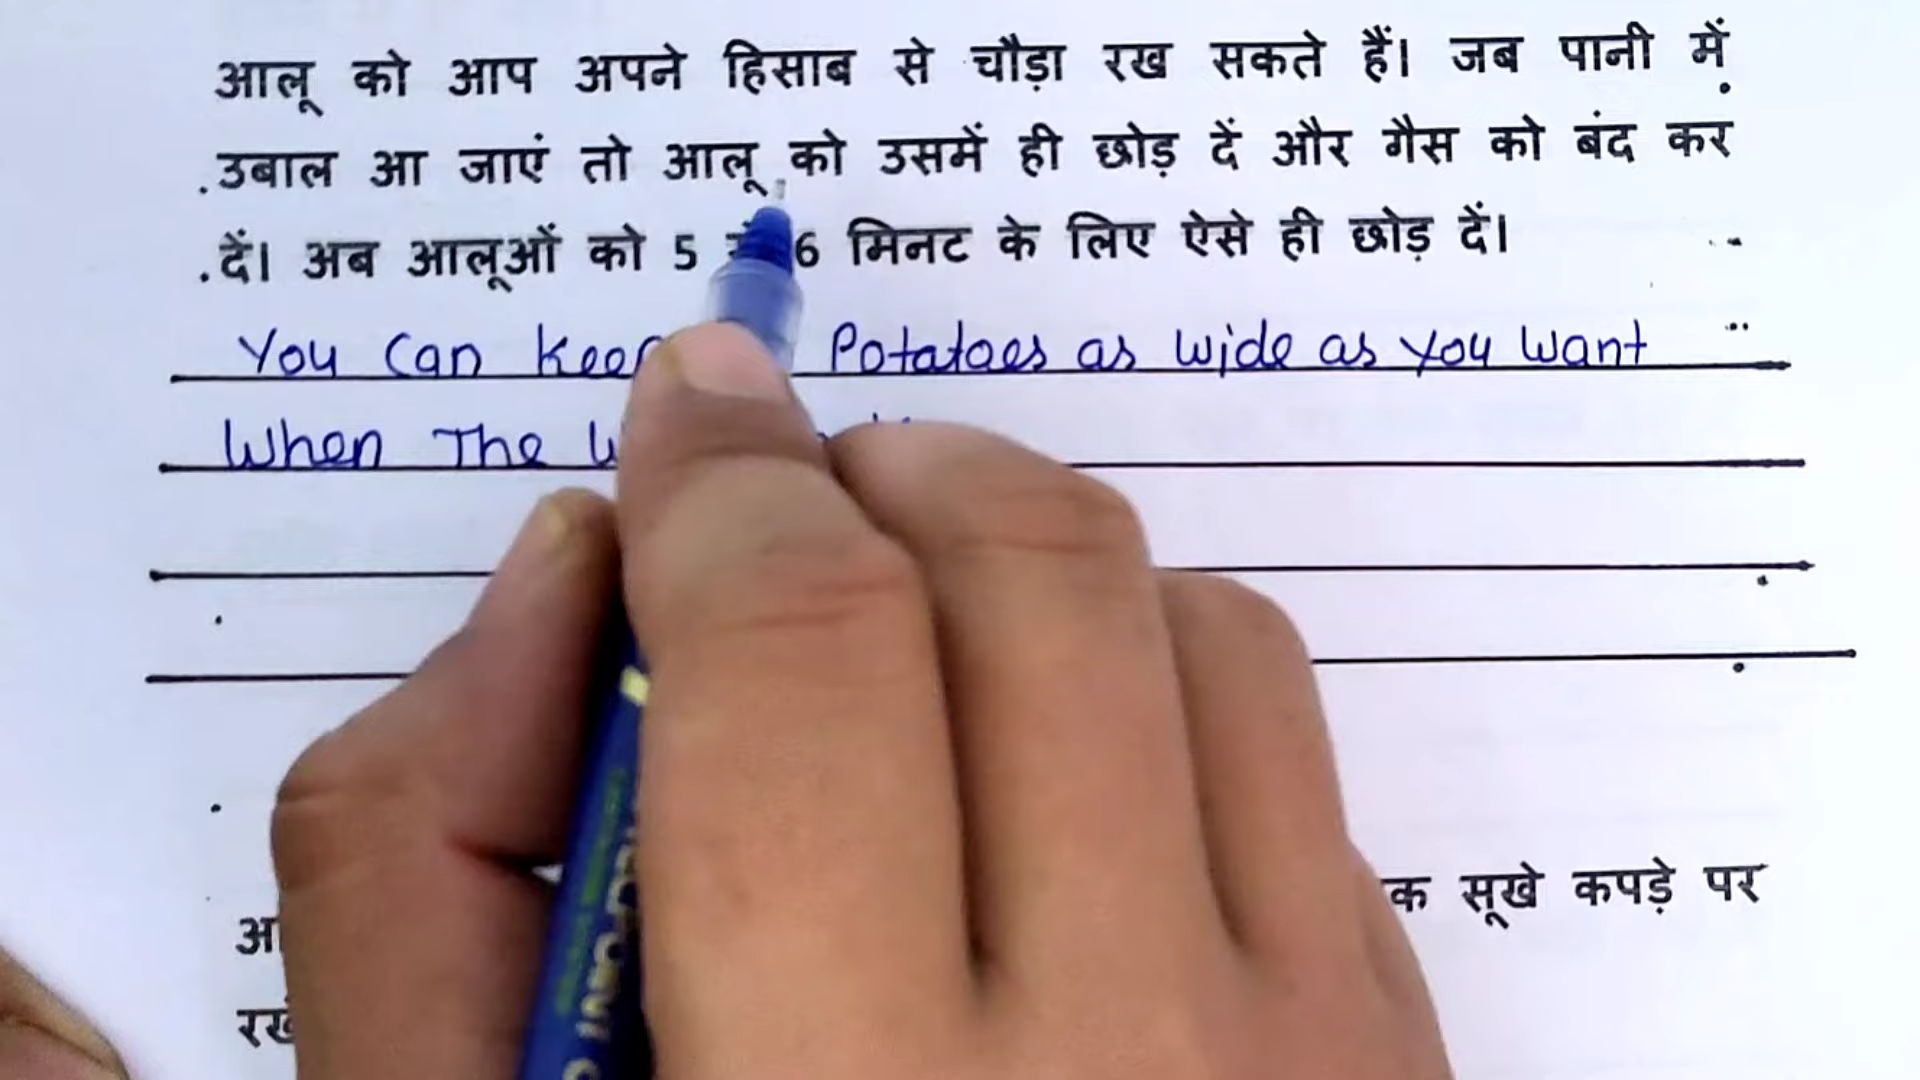 आलू को आप अपने हिसाब से चौड़ा रख सकते हैं। जब पानी में
उबाल आ जाएं तो आलू को उसमें ही छोड़ दें और गैस को बंद कर
दें। अब आलूओं को 5 6 मिनट के लिए ऐसे ही छोड़ दें।
You Can Potatoes as wide as you want
When The
सूखे कपड़े पर